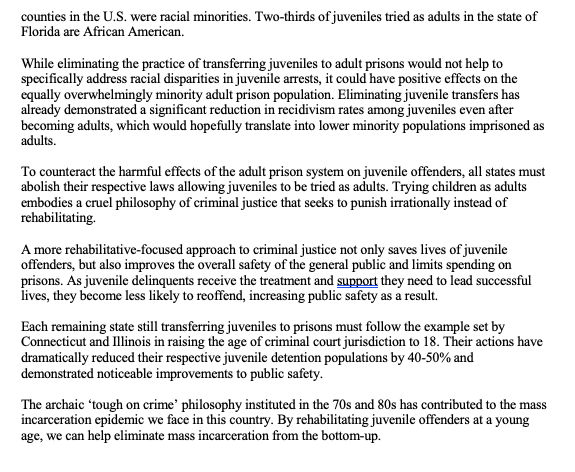 counties in the U.S. were racial minorities. Two-thirds of juveniles tried as adults in the state of
Florida are African American.
While eliminating the practice of transferring juveniles to adult prisons would not help to
specifically address racial disparities in juvenile arrests, it could have positive effects on the
equally overwhelmingly minority adult prison population. Eliminating juvenile transfers has
already demonstrated a significant reduction in recidivism rates among juveniles even after
becoming adults, which would hopefully translate into lower minority populations imprisoned as
adults.
To counteract the harmful effects of the adult prison system on juvenile offenders, all states must
abolish their respective laws allowing juveniles to be tried as adults. Trying children as adults
embodies a cruel philosophy of criminal justice that seeks to punish irrationally instead of
rehabilitating.
A more rehabilitative-focused approach to criminal justice not only saves lives of juvenile
offenders, but also improves the overall safety of the general public and limits spending on
prisons. As juvenile delinquents receive the treatment and support they need to lead successful
lives, they become less likely to reoffend, increasing public safety as a result.
Each remaining state still transferring juveniles to prisons must follow the example set by
Connecticut and Illinois in raising the age of criminal court jurisdiction to 18. Their actions have
dramatically reduced their respective juvenile detention populations by 40-50% and
demonstrated noticeable improvements to public safety.
The archaic ‘tough on crime’ philosophy instituted in the 70s and 80s has contributed to the mass
incarceration epidemic we face in this country. By rehabilitating juvenile offenders at a young
age, we can help eliminate mass incarceration from the bottom-up.